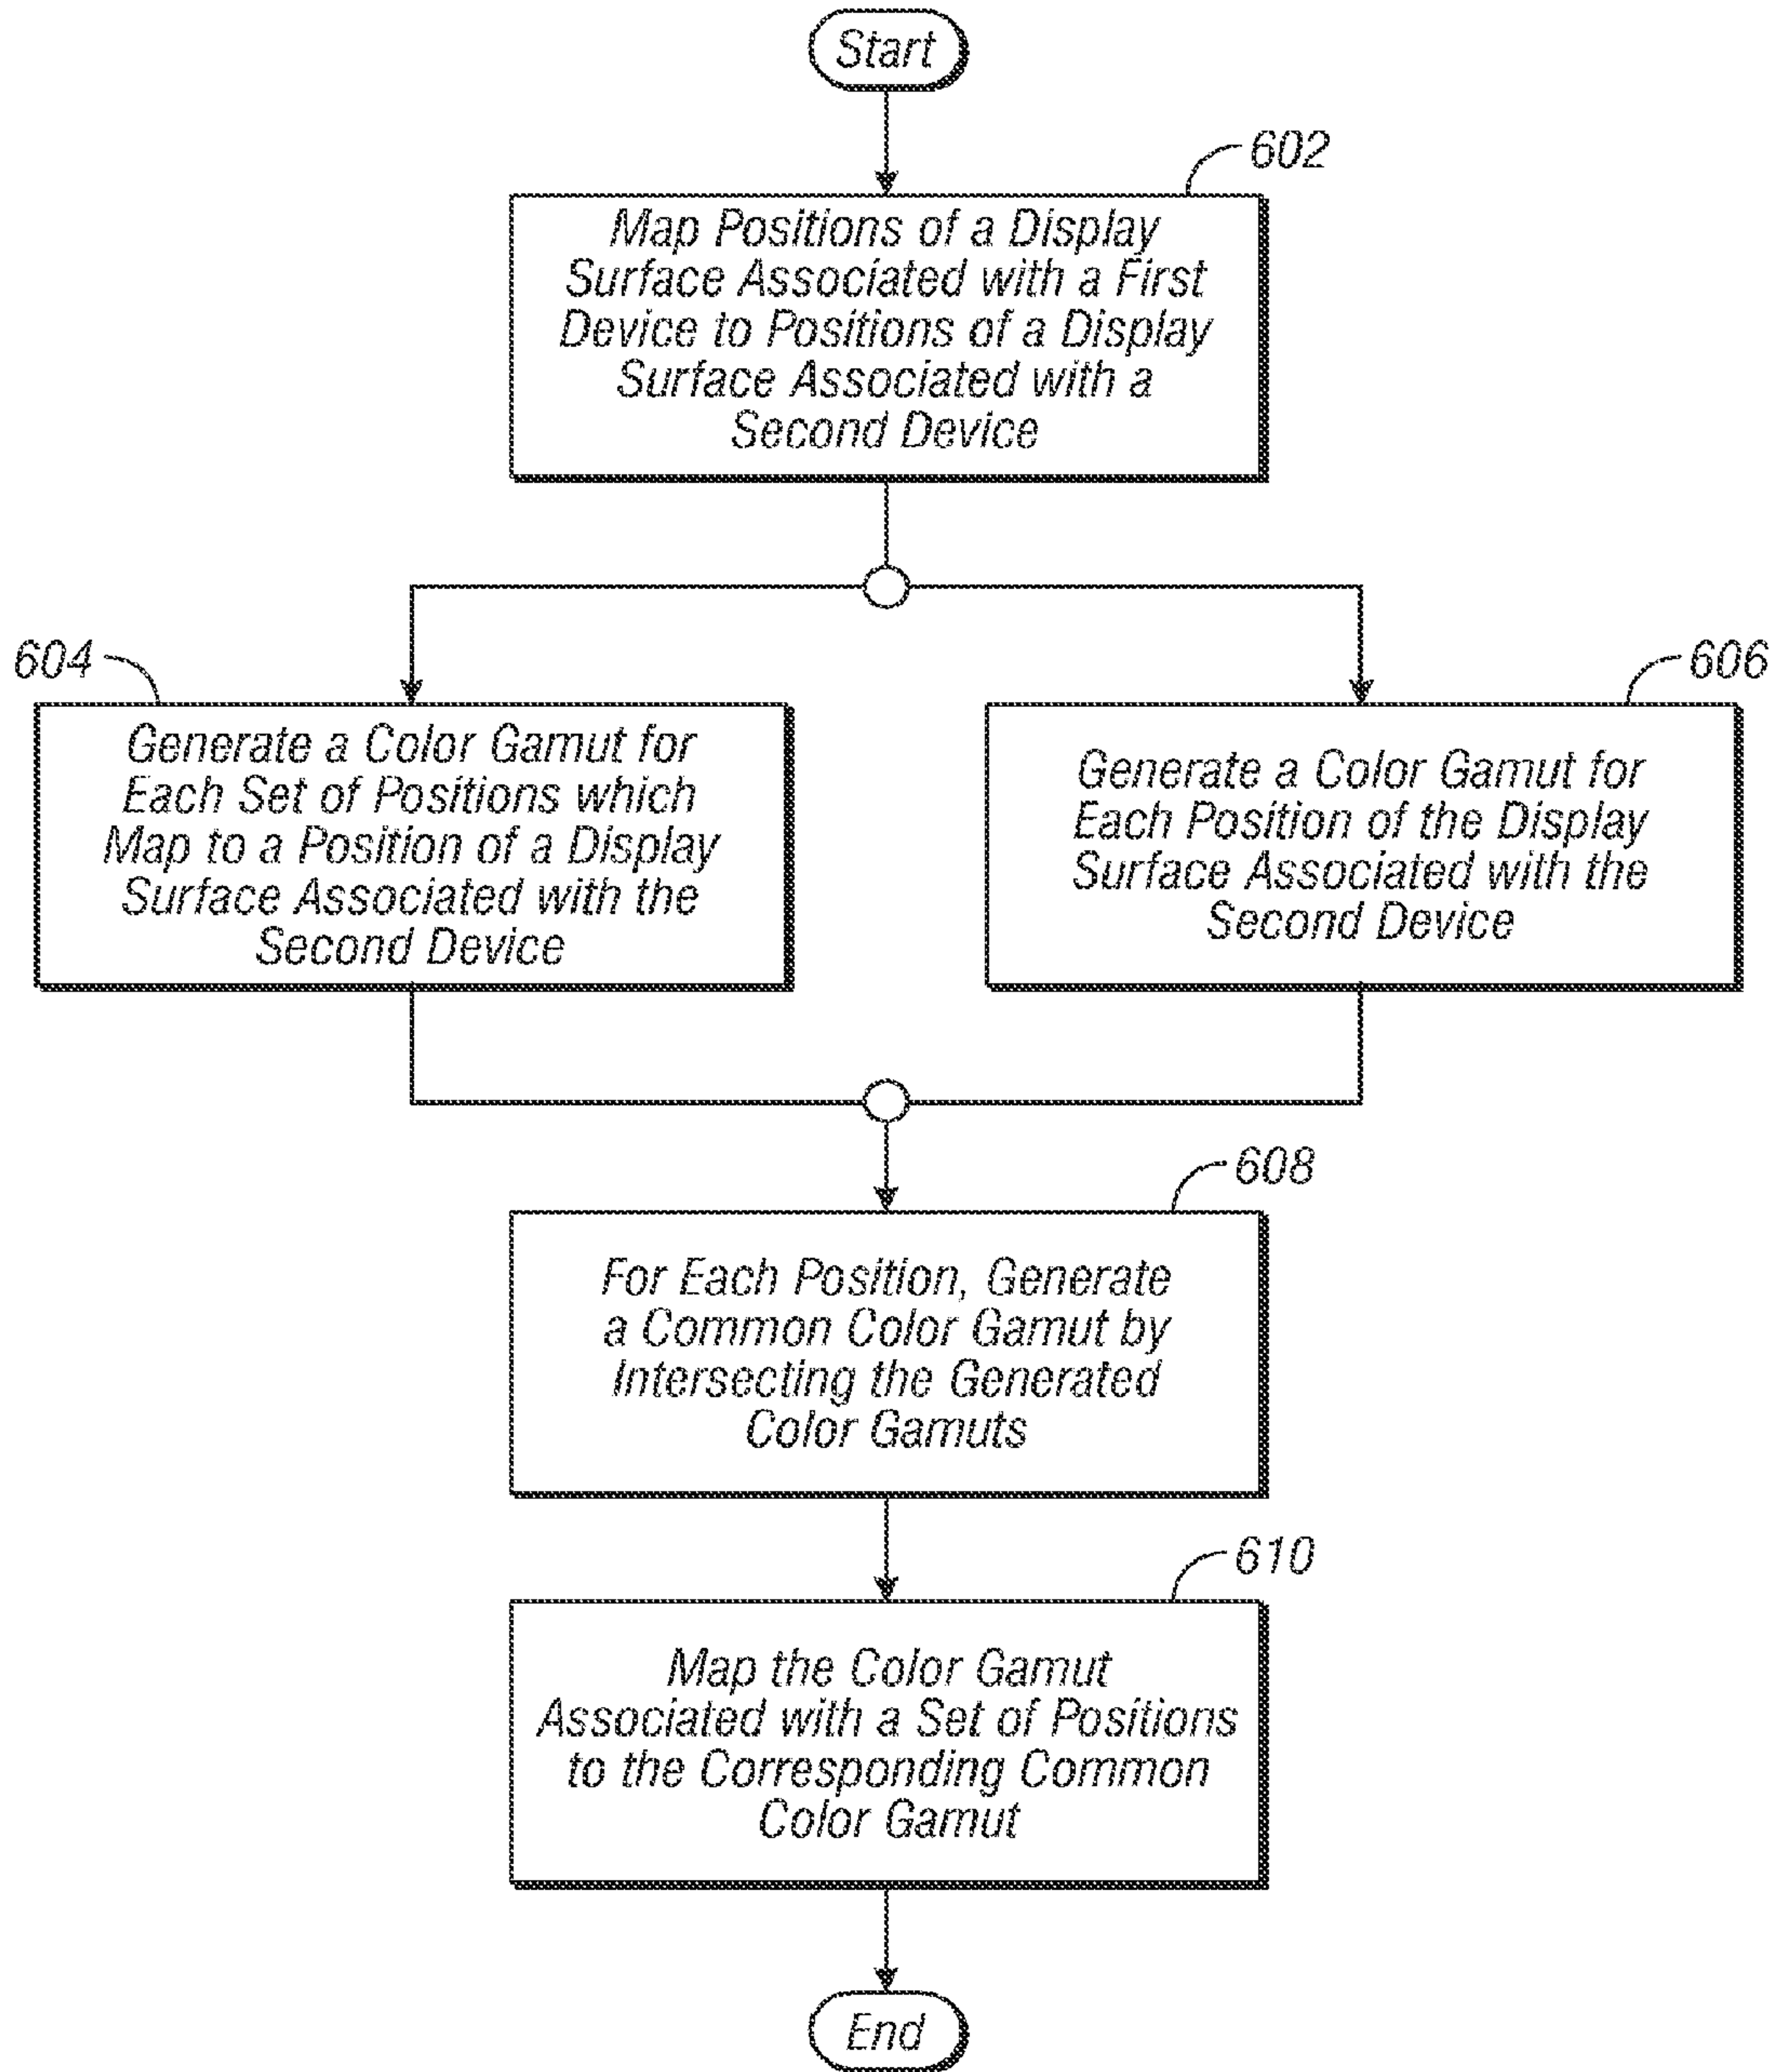 Start
602
Map Positions of a Display
Surface Associated with a First
Device to Positions of a Display
Surface Associated with a
Second Device
604
Generate a Color Gamut for
Each Set of Positions which
Map to a Position of a Display
Surface Associated with the
Second Device
606
Generate a Color Gamut for
Each Position of the Display
Surface Associated with the
Second Device
608
For Each Position, Generate
a Common Color Gamut by
Intersecting the Generated
Color Gamuts
610
Map the Color Gamut
Associated with a Set of Positions
to the Corresponding Common
Color Gamut
End